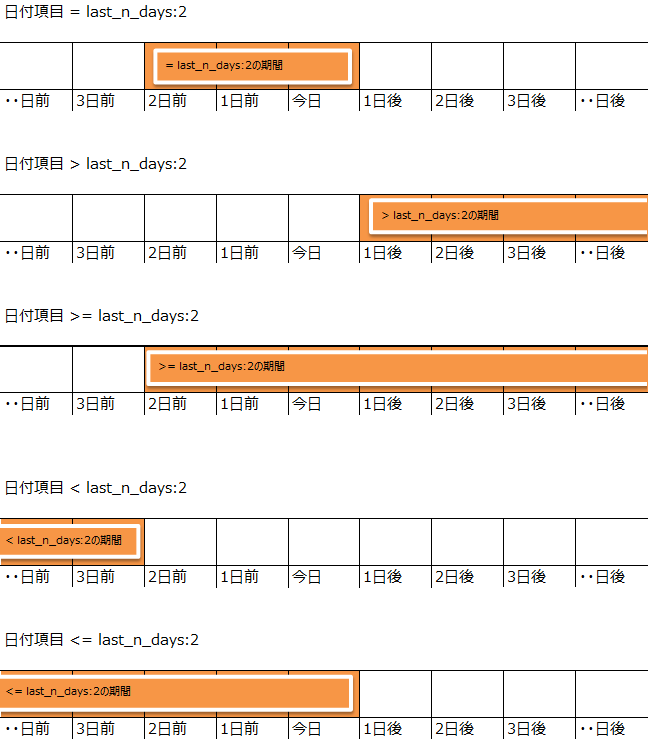 日付項目 = last_n_days:2
= last_n_days:2の期間
‥日前 3日前 2日前 1日前 今日 1日後 2日後 3日後 ‥日後
日付項目 > last_n_days:2
> last_n_days:2の期間
‥日前 3日前 2日前 1日前 今日 1日後 2日後 3日後 ‥日後
日付項目 >= last_n_days:2
>= last_n_days:2の期間
‥日前 3日前 2日前 1日前 今日 1日後 2日後 3日後 ‥日後
日付項目 < last_n_days:2
< last_n_days:2の期間
‥日前 3日前 2日前 1日前 今日 1日後 2日後 3日後 ‥日後
日付項目 <= last_n_days:2
<= last_n_days:2の期間
‥日前 3日前 2日前 1日前 今日 1日後 2日後 3日後 ‥日後